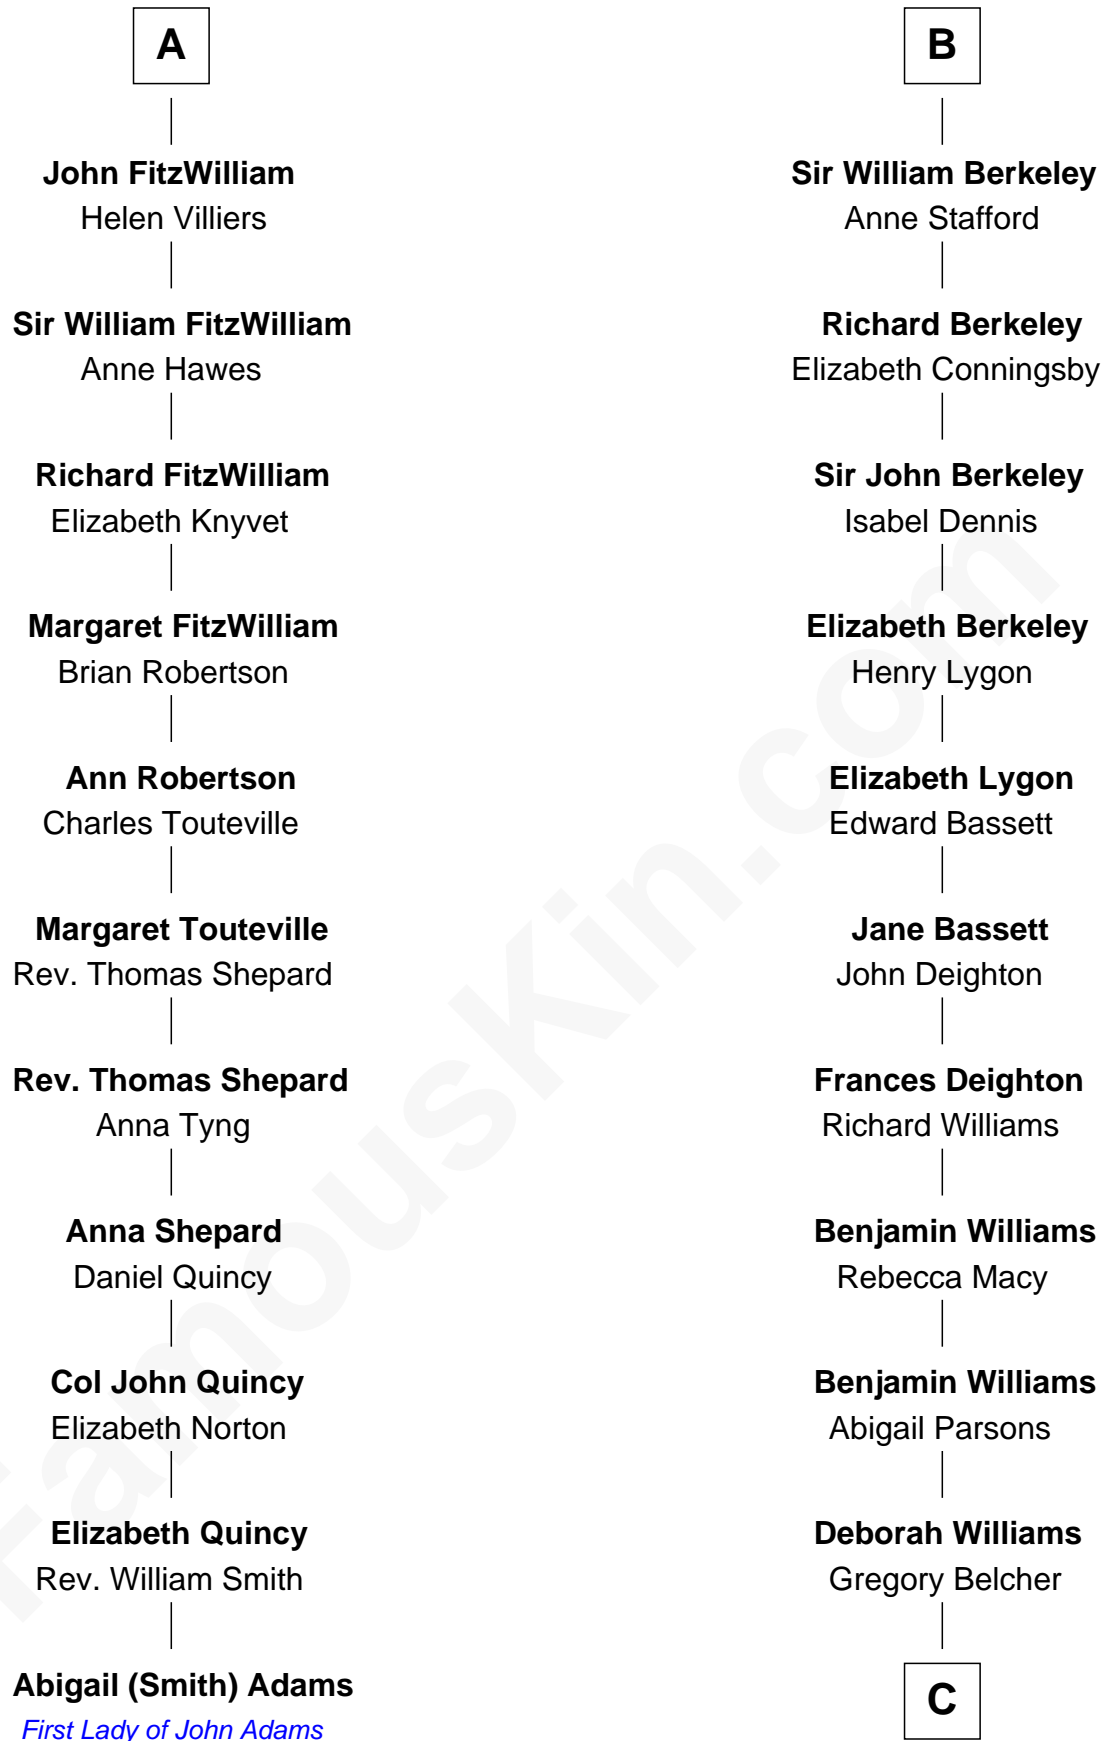 A
John FitzWilliam
Helen Villiers
Sir William FitzWilliam
Anne Hawes
Richard FitzWilliam
Elizabeth Knyvet
Margaret FitzWilliam
Brian Robertson
Ann Robertson
Charles Touteville
Margaret Touteville
Rev. Thomas Shepard
Rev. Thomas Shepard
Anna Tyng
Anna Shepard
Daniel Quincy
Col John Quincy
Elizabeth Norton
Elizabeth Quincy
Rev. William Smith
Abigail (Smith) Adams
First Lady of John Adams
B
Sir William Berkeley
Anne Stafford
Richard Berkeley
Elizabeth Conningsby
Sir John Berkeley
Isabel Dennis
Elizabeth Berkeley
Henry Lygon
Elizabeth Lygon
Edward Bassett
Jane Bassett
John Deighton
Frances Deighton
Richard Williams
Benjamin Williams
Rebecca Macy
Benjamin Williams
Abigail Parsons
Deborah Williams
Gregory Belcher
C
FamousKin.com